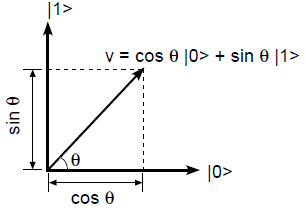 |1>
v = cos θ |0> + sin θ |1>
sin θ
θ
|0>
cos θ